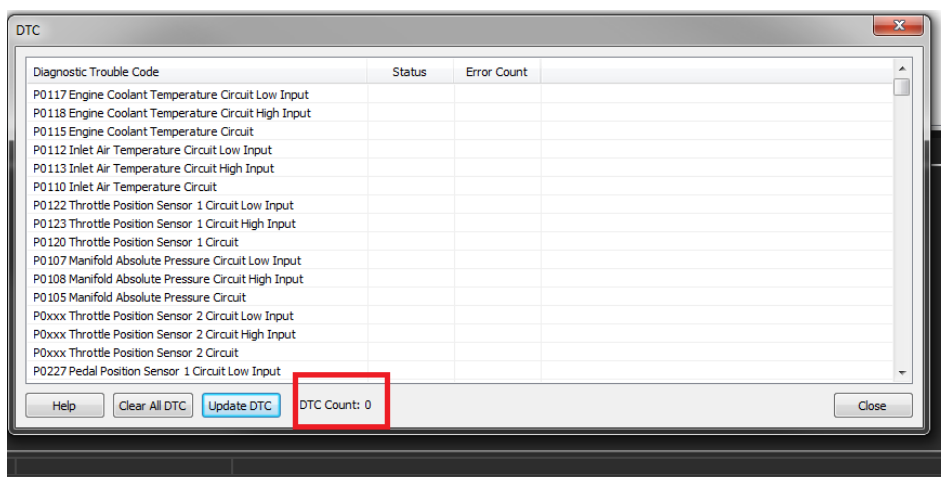 DTC
Diagnostic Trouble Code Status Error Count
P0117 Engine Coolant Temperature Circuit Low Input
P0118 Engine Coolant Temperature Circuit High Input
P0115 Engine Coolant Temperature Circuit
P0112 Inlet Air Temperature Circuit Low Input
P0113 Inlet Air Temperature Circuit High Input
P0110 Inlet Air Temperature Circuit
P0122 Throttle Position Sensor 1 Circuit Low Input
P0123 Throttle Position Sensor 1 Circuit High Input
P0120 Throttle Position Sensor 1 Circuit
P0107 Manifold Absolute Pressure Circuit Low Input
P0108 Manifold Absolute Pressure Circuit High Input
P0105 Manifold Absolute Pressure Circuit
P0xxx Throttle Position Sensor 2 Circuit Low Input
P0xxx Throttle Position Sensor 2 Circuit High Input
P0xxx Throttle Position Sensor 2 Circuit
P0227 Pedal Position Sensor 1 Circuit Low Input
Help Clear All DTC Update DTC DTC Count: 0 Close